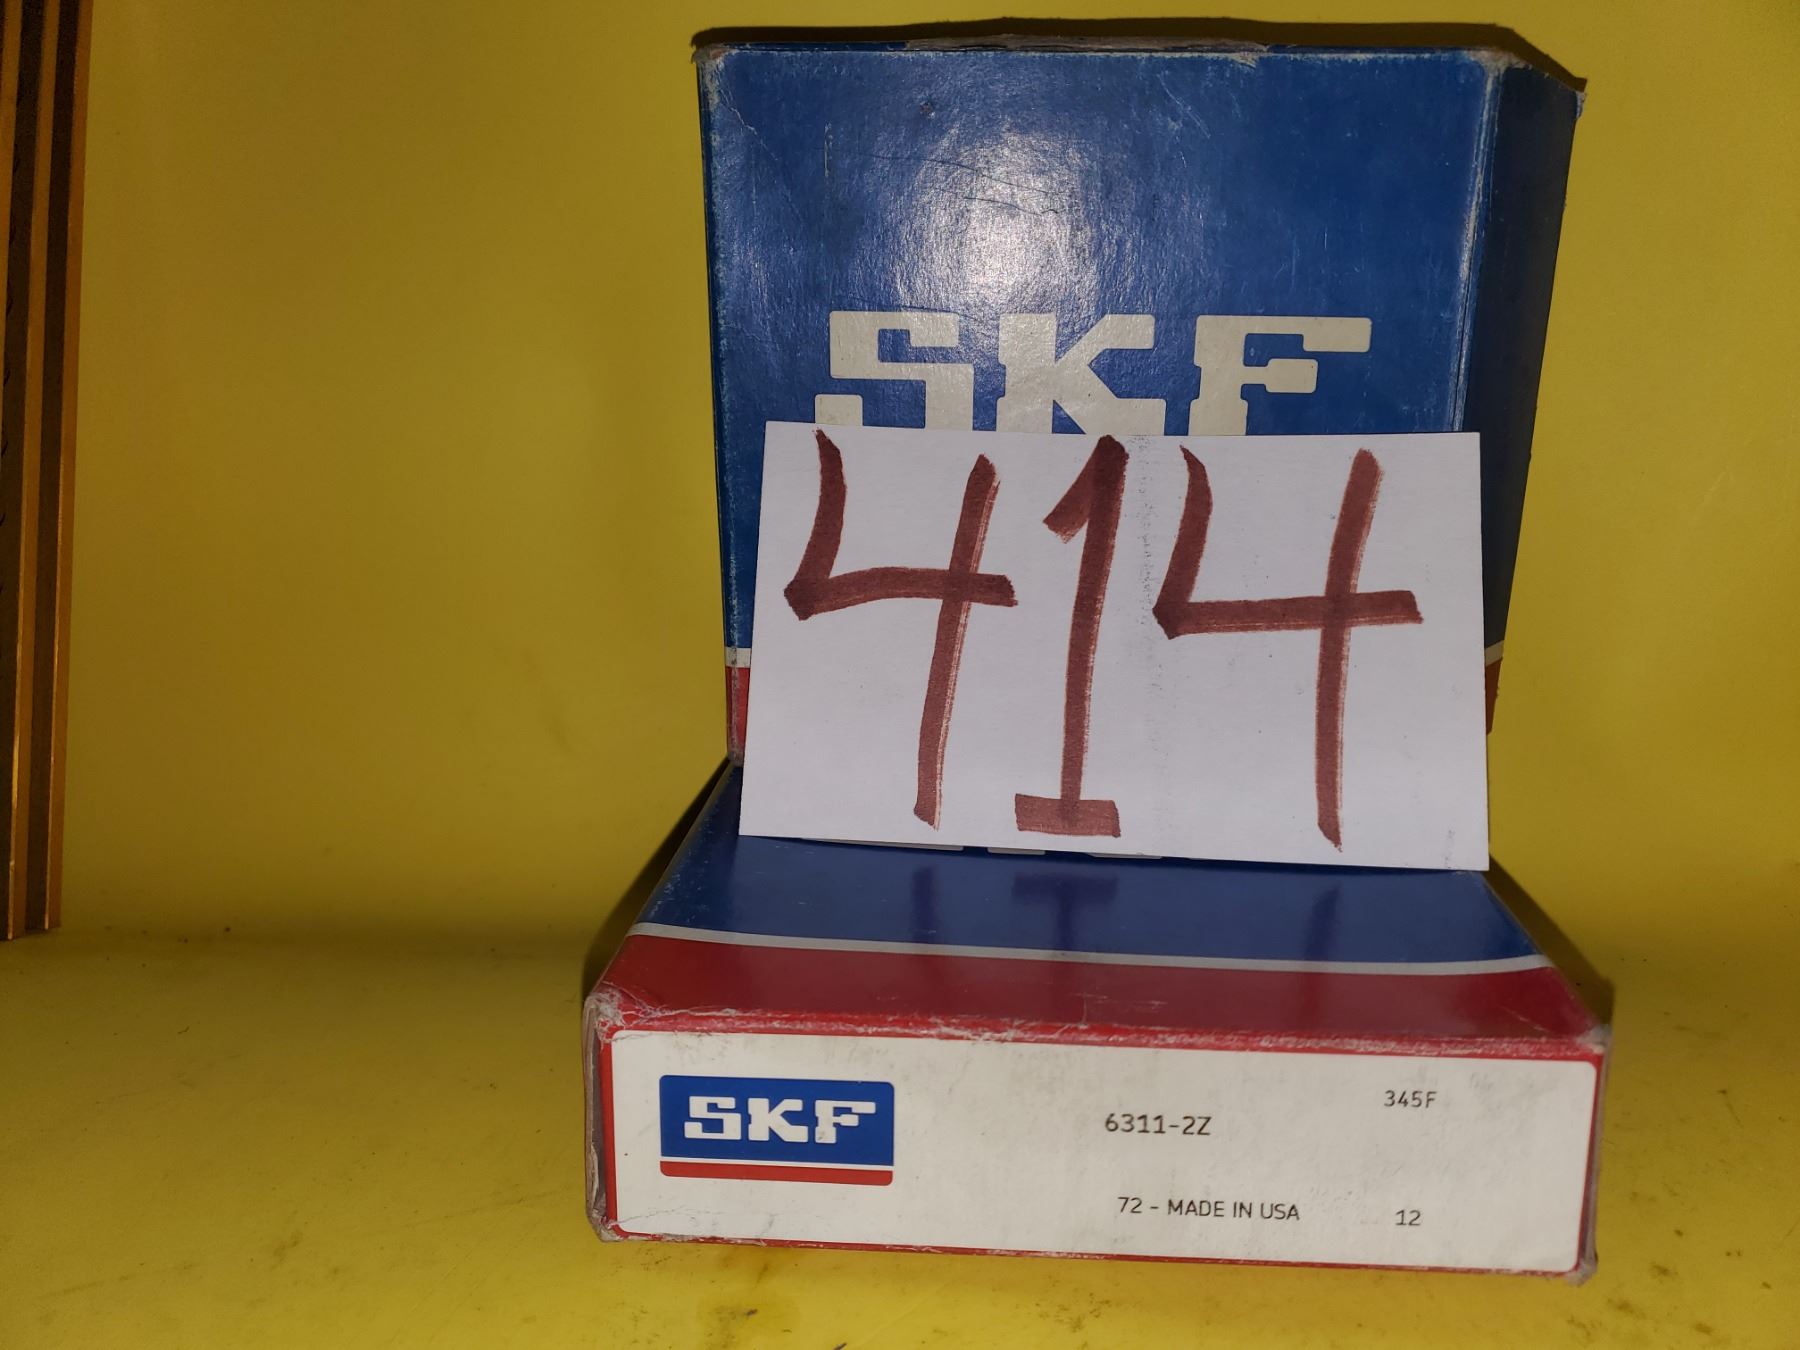 SKF
414
SKF
345F
6311-2Z
72 - MADE IN USA 12